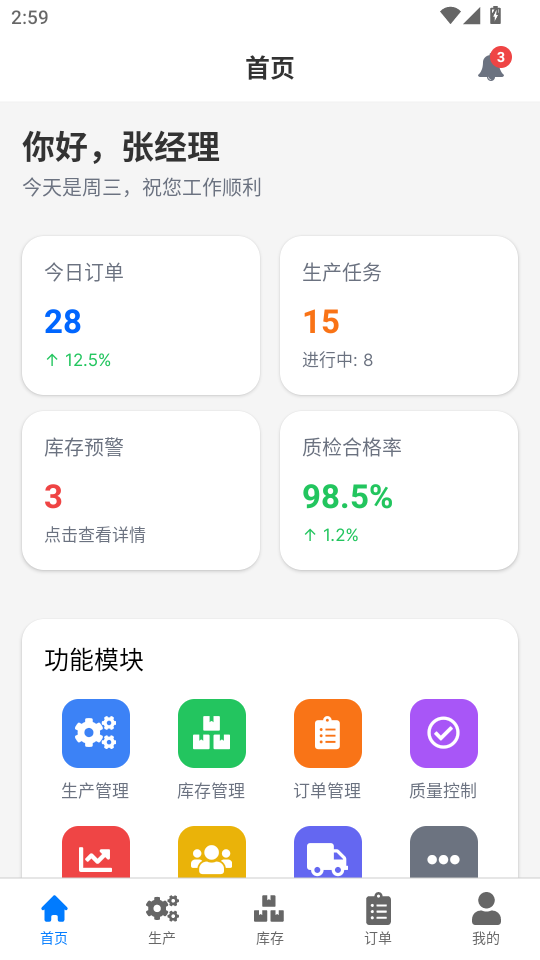 2:59
首页
3
你好，张经理
今天是周三，祝您工作顺利
今日订单
28
↑ 12.5%
生产任务
15
进行中: 8
库存预警
3
点击查看详情
质检合格率
98.5%
↑ 1.2%
功能模块
生产管理
库存管理
订单管理
质量控制
首页
生产
库存
订单
我的